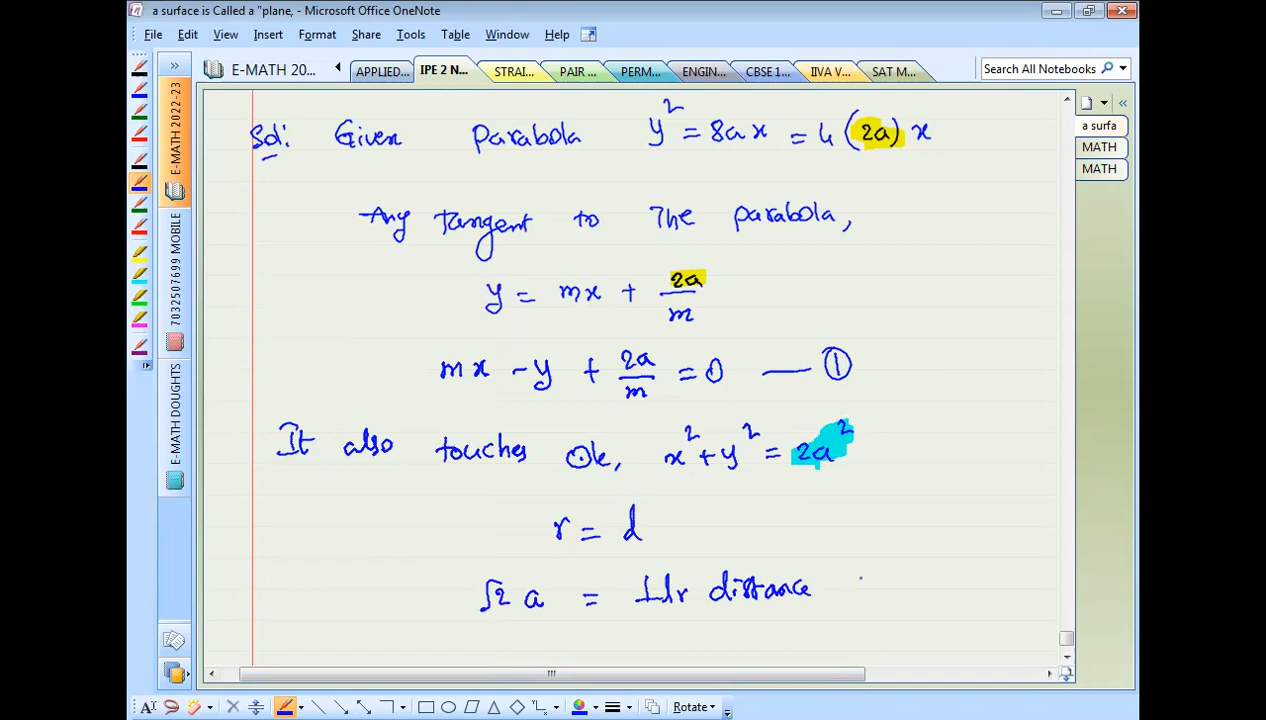 a surface is Called a "plane, - Microsoft Office OneNote
File Edit View Insert Format Share Tools Table Window Help
E-MATH 20... APPLIED... IPE 2 N... STRAI... PAIR ... PERM... ENGIN... CBSE 1... IIVA V... SAT M... Search All Notebooks
E-MATH 2022-23
7032507699 MOBILE
E-MATH DOUGHTS
a surfa
MATH
MATH
Sol: Given Parabola y² = 8ax = 4(2a)x
Any tangent to The parabola,
y = mx + 2a/m
mx - y + 2a/m = 0 — ①
It also touches ⊙le, x² + y² = 2a²
r = d
√2 a = ⊥lr distance
Rotate